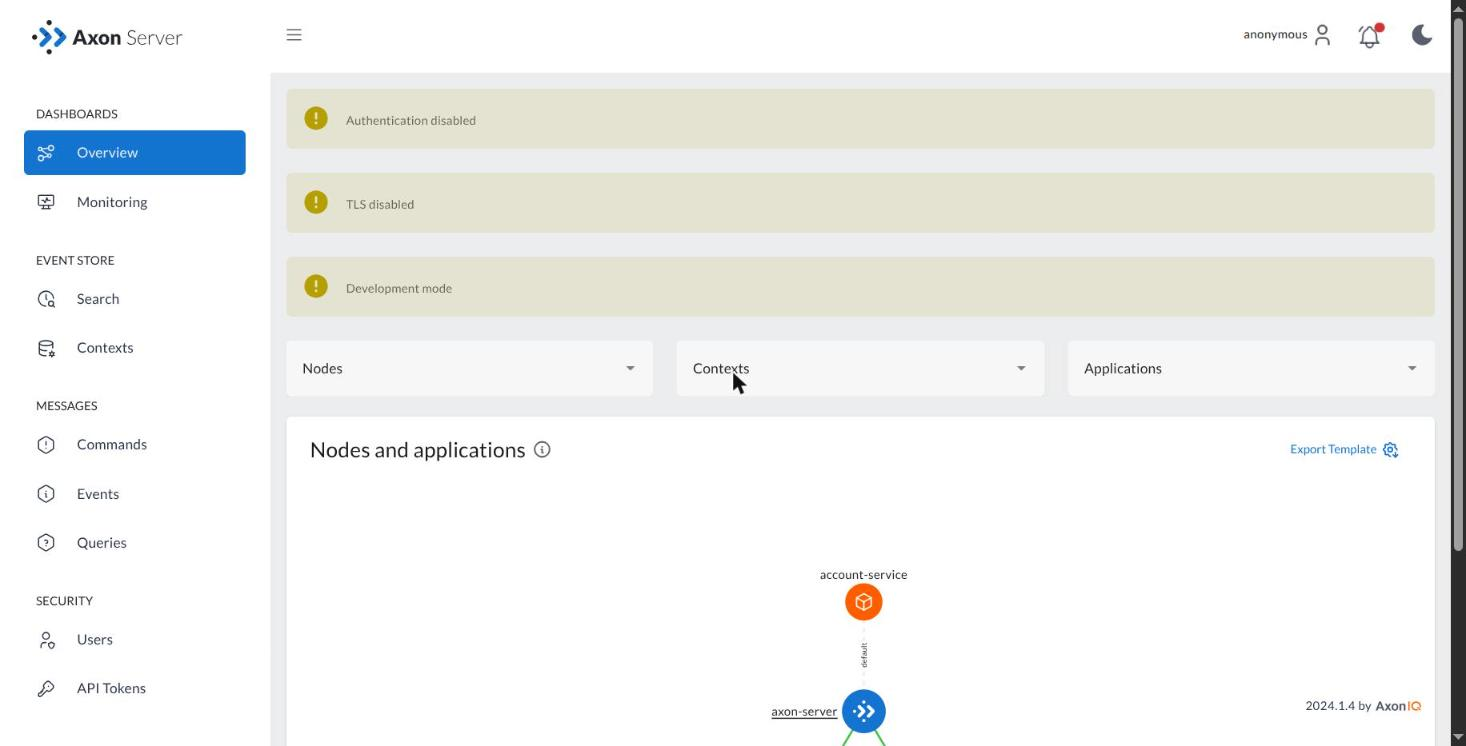 Axon Server
anonymous
DASHBOARDS
Overview
Monitoring
EVENT STORE
Search
Contexts
MESSAGES
Commands
Events
Queries
SECURITY
Users
API Tokens
Authentication disabled
TLS disabled
Development mode
Nodes
Contexts
Applications
Nodes and applications
Export Template
account-service
default
axon-server
2024.1.4 by AxonIQ